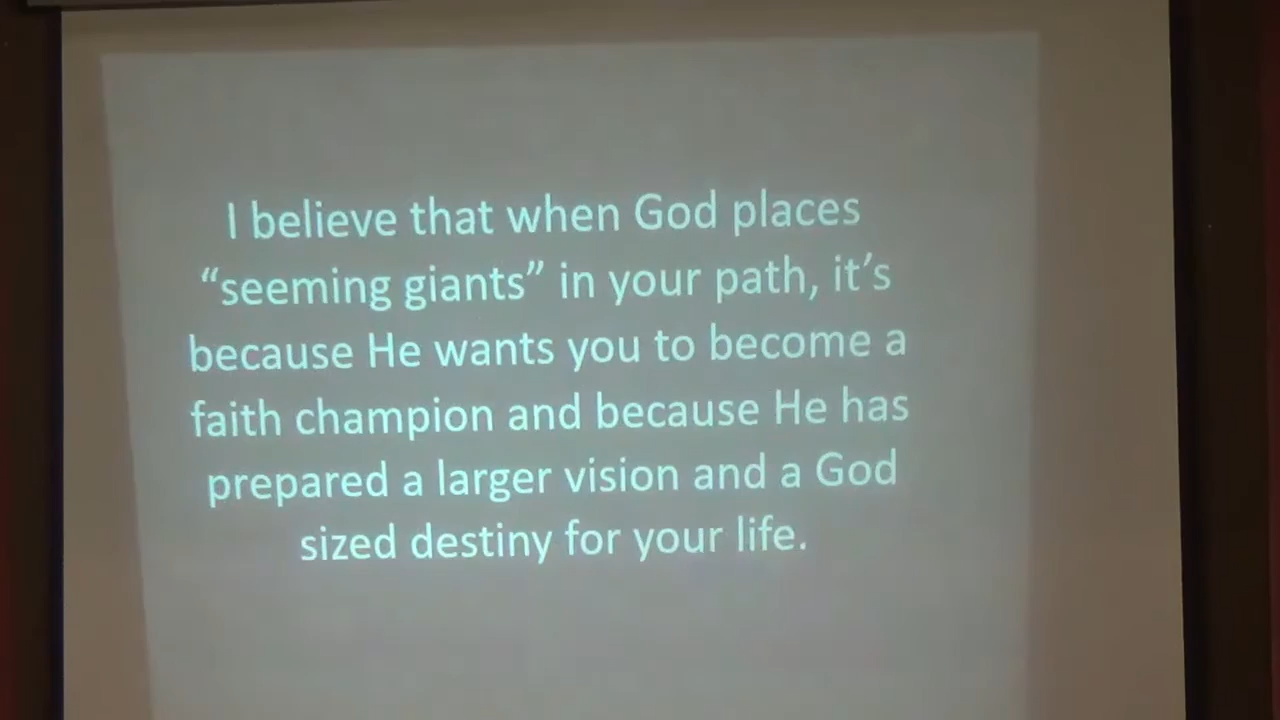 I believe that when God places
“seeming giants” in your path, it’s
because He wants you to become a
faith champion and because He has
prepared a larger vision and a God
sized destiny for your life.